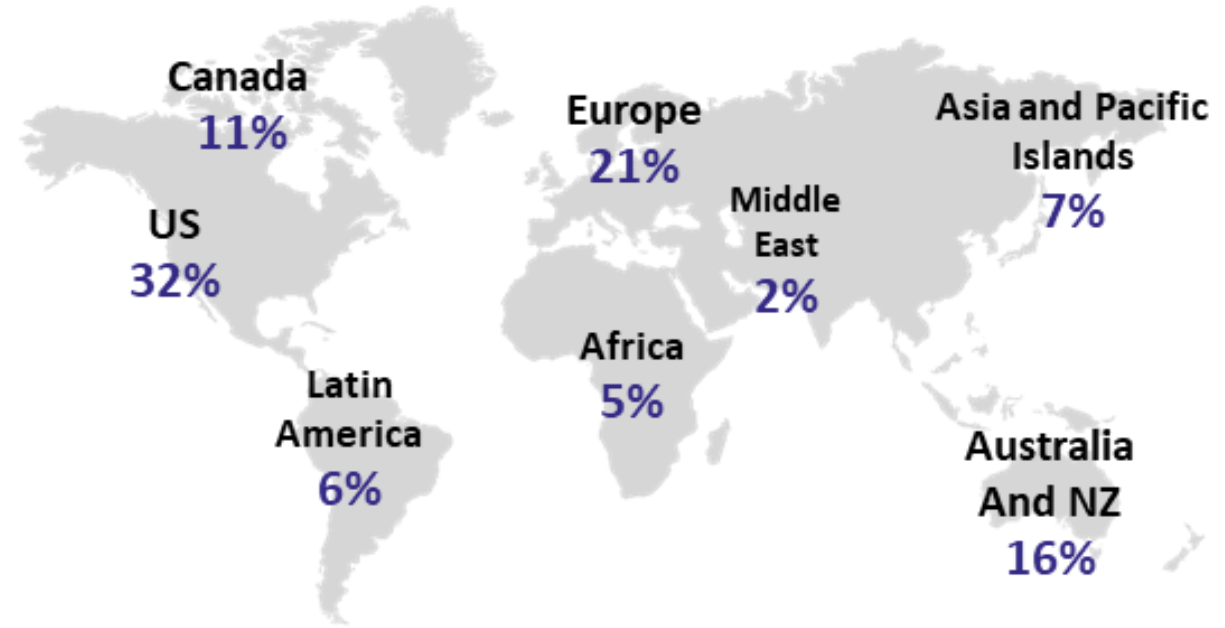 Canada
11%
US
32%
Latin
America
6%
Europe
21%
Middle
East
2%
Africa
5%
Asia and Pacific
Islands
7%
Australia
And NZ
16%